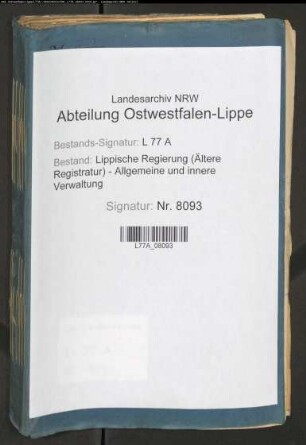 Landesarchiv NRW
Abteilung Ostwestfalen-Lippe
Bestands-Signatur: L 77 A
Bestand: Lippische Regierung (Ältere
Registratur) - Allgemeine und innere
Verwaltung
Signatur: Nr. 8093
L77A_08093